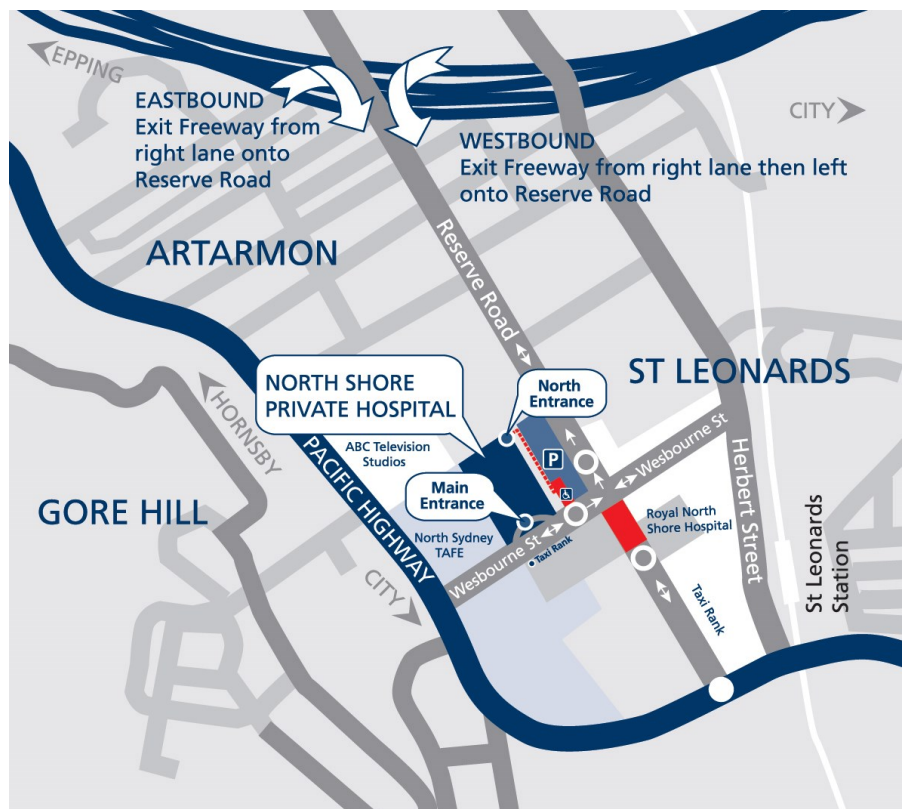 EPPING
EASTBOUND
Exit Freeway from
right lane onto
Reserve Road
CITY
WESTBOUND
Exit Freeway from right lane then left
onto Reserve Road
ARTARMON
Reserve Road
ST LEONARDS
NORTH SHORE
PRIVATE HOSPITAL
North
Entrance
HORNSBY
PACIFIC HIGHWAY
ABC Television
Studios
P
Wesbourne St
Herbert Street
Main
Entrance
GORE HILL
North Sydney
TAFE
Wesbourne St
Taxi Rank
Royal North
Shore Hospital
CITY
Taxi Rank
St Leonards
Station